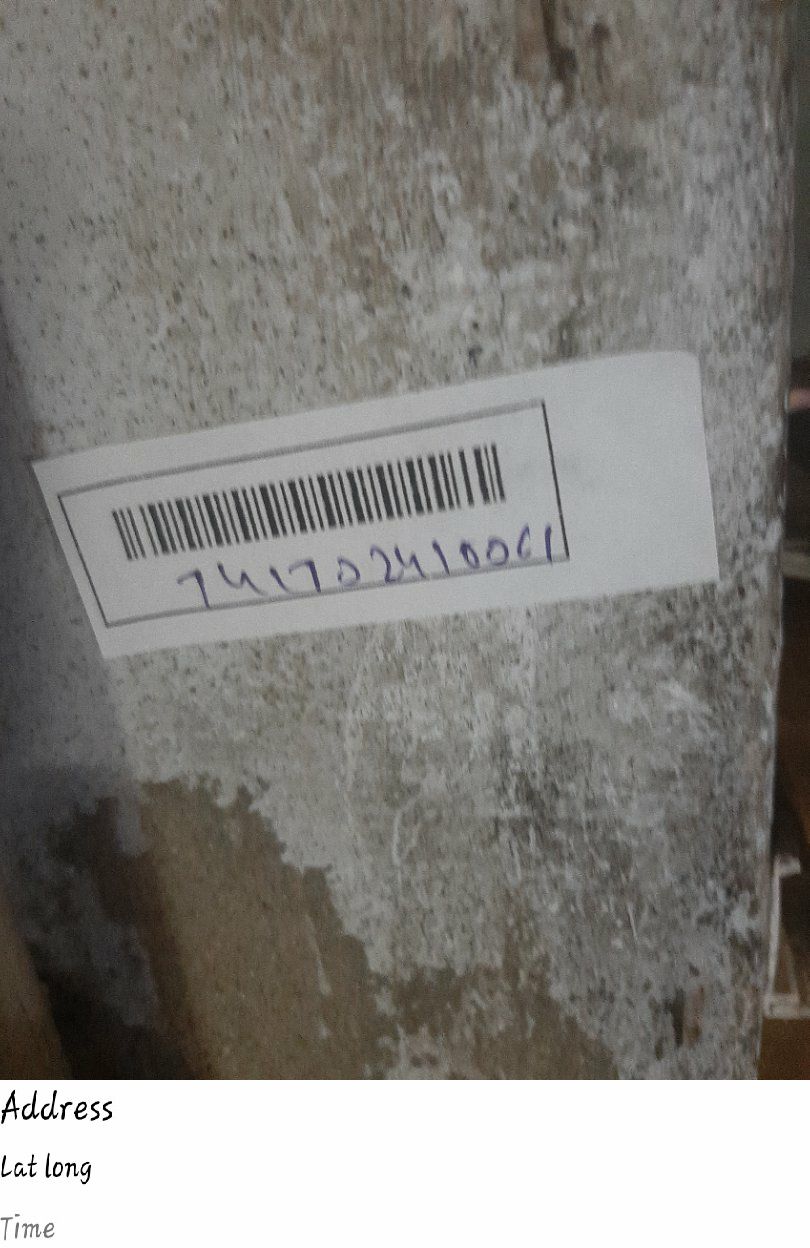 741702410061
Address
Lat long
Time